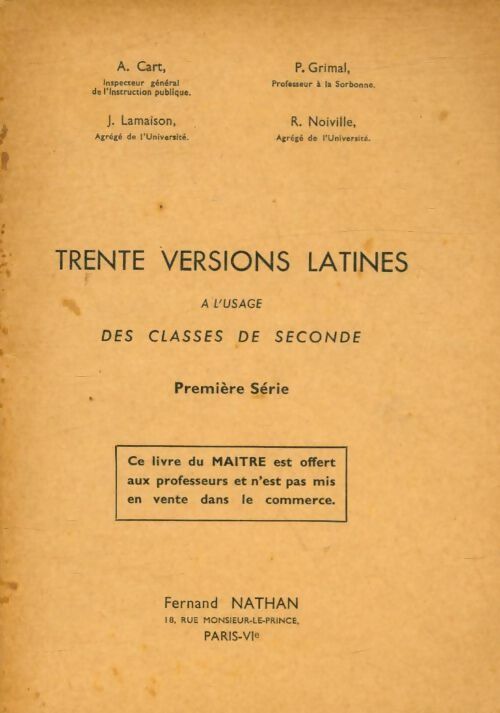 A. Cart,
Inspecteur général
de l'Instruction publique.
P. Grimal,
Professeur à la Sorbonne.
J. Lamaison,
Agrégé de l'Université.
R. Noiville,
Agrégé de l'Université.
TRENTE VERSIONS LATINES
A L'USAGE
DES CLASSES DE SECONDE
Première Série
Ce livre du MAITRE est offert
aux professeurs et n'est pas mis
en vente dans le commerce.
Fernand NATHAN
18, RUE MONSIEUR-LE-PRINCE,
PARIS-VIe